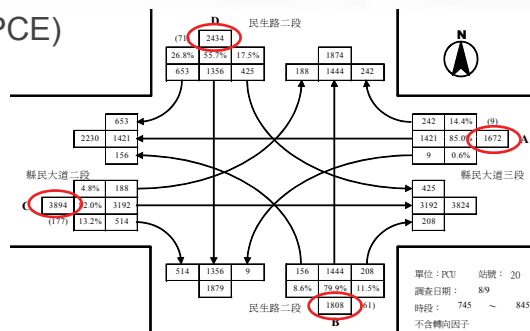 PCE)
D 民生路二段
(71) 2434
26.8% 55.7% 17.5%
653 1356 425
1874
188 1444 242
N
653
2230 1421
156
242 14.4% (9)
1421 85.0% 1672 A
9 0.6%
縣民大道二段
縣民大道三段
4.8% 188
C 3894 2.0% 3192
(177) 13.2% 514
425
3192 3824
208
514 1356 9
1879
156 1444 208
8.6% 79.9% 11.5%
民生路二段 1808 (61)
B
單位：PCU 站號： 20
調查日期： 8/9
時段： 745 ～ 845
不含轉向因子